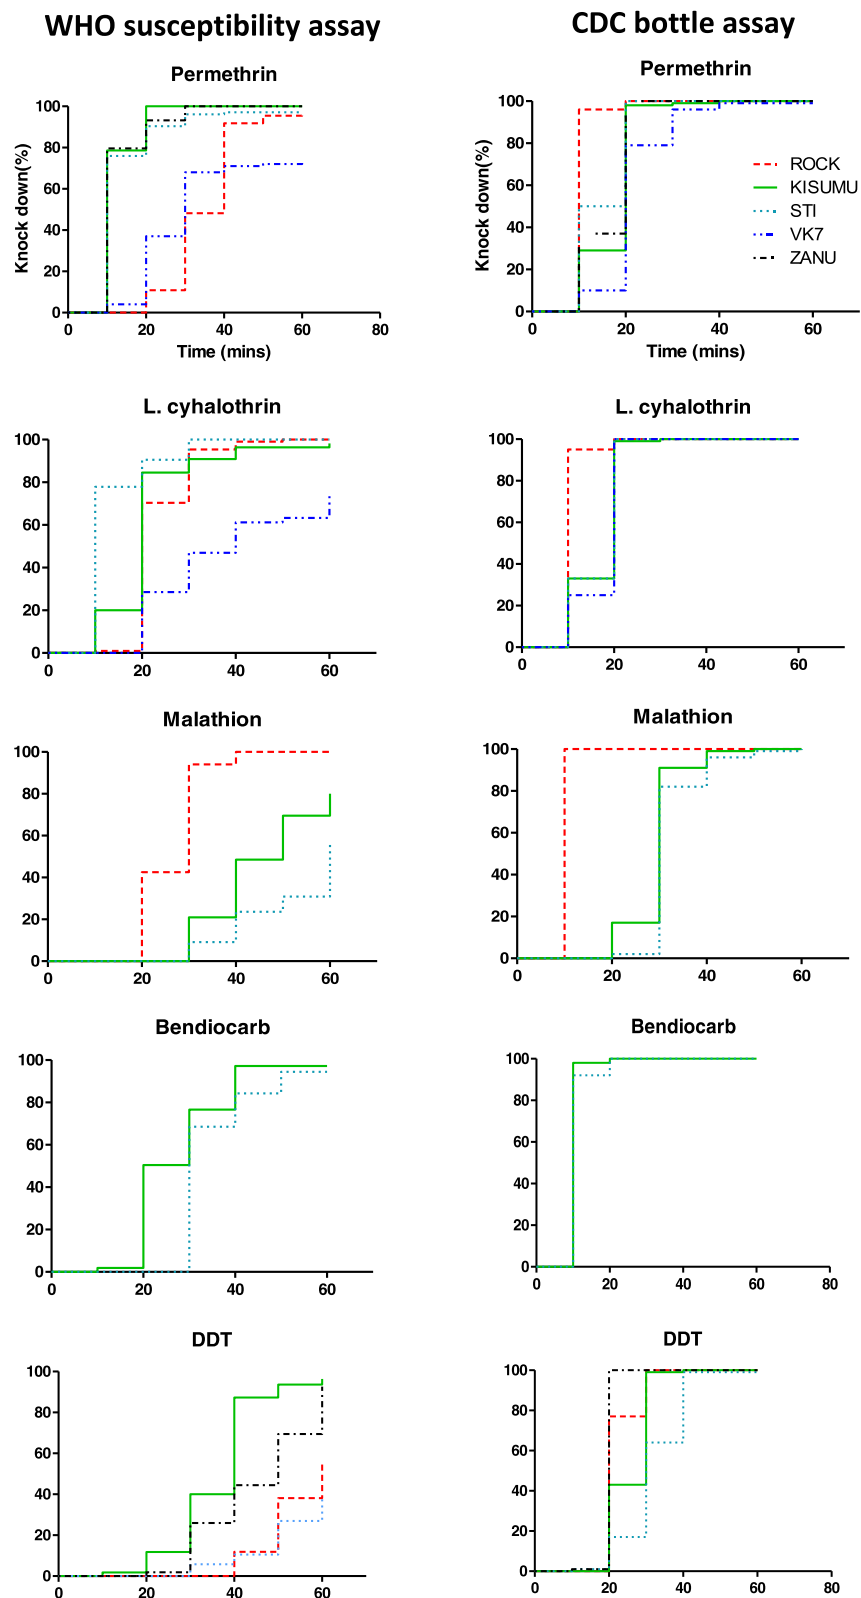 WHO susceptibility assay
CDC bottle assay
Permethrin
Knock down(%)
100
80
60
40
20
0
0 20 40 60 80
Time (mins)
Permethrin
Knock down(%)
100
80
60
40
20
0
0 20 40 60
Time (mins)
ROCK
KISUMU
STI
VK7
ZANU
L. cyhalothrin
100
80
60
40
20
0
0 20 40 60
L. cyhalothrin
100
80
60
40
20
0
0 20 40 60
Malathion
100
80
60
40
20
0
0 20 40 60
Malathion
100
80
60
40
20
0
0 20 40 60
Bendiocarb
100
80
60
40
20
0
0 20 40 60
Bendiocarb
100
80
60
40
20
0
0 20 40 60 80
DDT
100
80
60
40
20
0
0 20 40 60
DDT
100
80
60
40
20
0
0 20 40 60 80